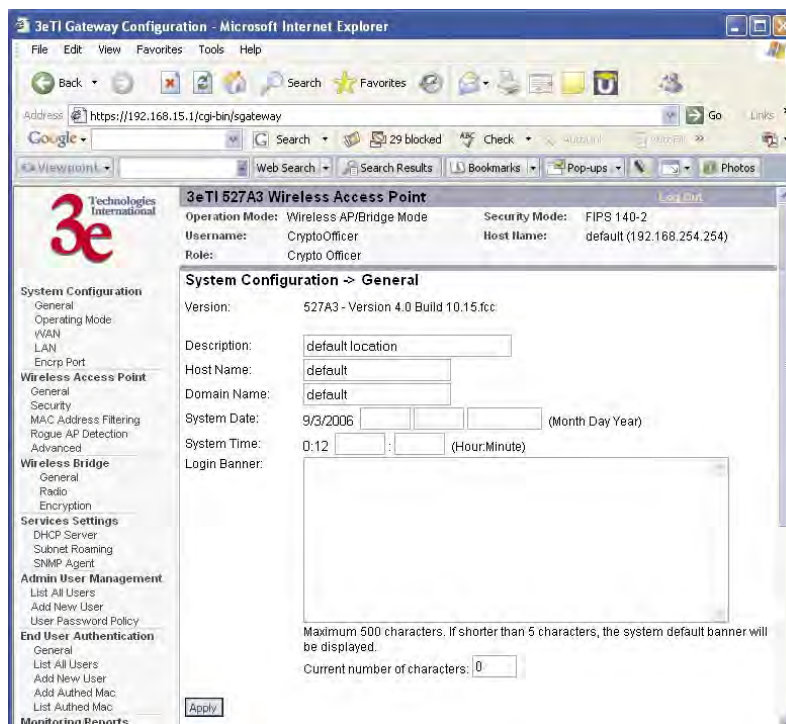 3eTI Gateway Configuration - Microsoft Internet Explorer
File Edit View Favorites Tools Help
Back Search Favorites
Address https://192.168.15.1/cgi-bin/sgateway Go Links
Google Search 29 blocked Check
Viewpoint Web Search Search Results Bookmarks Pop-ups Photos
3e Technologies International
3eTI 527A3 Wireless Access Point Log Out
Operation Mode: Wireless AP/Bridge Mode Security Mode: FIPS 140-2
Username: CryptoOfficer Host Name: default (192.168.254.254)
Role: Crypto Officer
System Configuration
General
Operating Mode
WAN
LAN
Encrp Port
Wireless Access Point
General
Security
MAC Address Filtering
Rogue AP Detection
Advanced
Wireless Bridge
General
Radio
Encryption
Services Settings
DHCP Server
Subnet Roaming
SNMP Agent
Admin User Management
List All Users
Add New User
User Password Policy
End User Authentication
General
List All Users
Add New User
Add Authed Mac
List Authed Mac
Monitoring Reports
System Configuration -> General
Version: 527A3 - Version 4.0 Build 10.15.fcc
Description: default location
Host Name: default
Domain Name: default
System Date: 9/3/2006 (Month Day Year)
System Time: 0:12 : (Hour:Minute)
Login Banner:
Maximum 500 characters. If shorter than 5 characters, the system default banner will
be displayed.
Current number of characters: 0
Apply